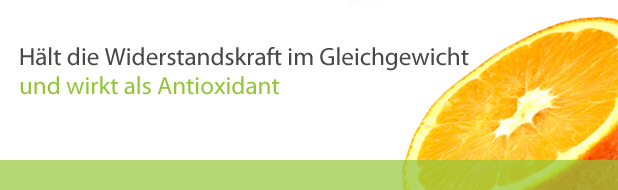 Hält die Widerstandskraft im Gleichgewicht
und wirkt als Antioxidant